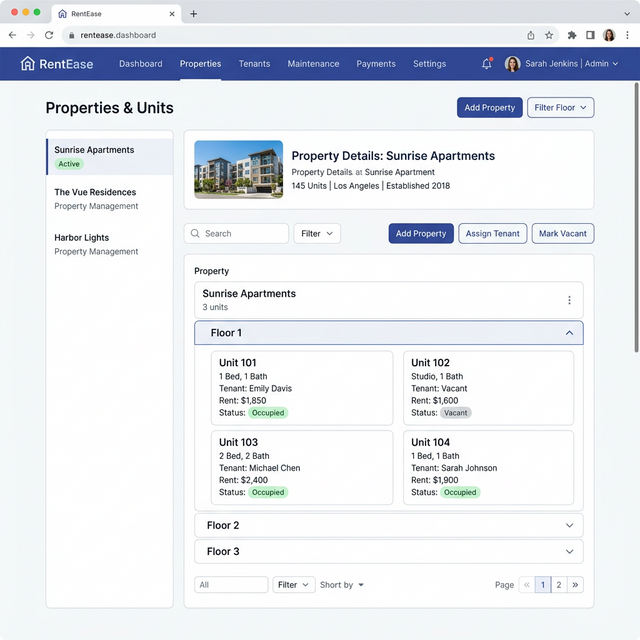 RentEase
rentease.dashboard
RentEase
Dashboard
Properties
Tenants
Maintenance
Payments
Settings
Sarah Jenkins | Admin
Properties & Units
Add Property
Filter Floor
Sunrise Apartments
Active
The Vue Residences
Property Management
Harbor Lights
Property Management
Property Details: Sunrise Apartments
Property Details at Sunrise Apartment
145 Units | Los Angeles | Established 2018
Search
Filter
Add Property
Assign Tenant
Mark Vacant
Property
Sunrise Apartments
3 units
Floor 1
Unit 101
1 Bed, 1 Bath
Tenant: Emily Davis
Rent: $1,850
Status: Occupied
Unit 102
Studio, 1 Bath
Tenant: Vacant
Rent: $1,600
Status: Vacant
Unit 103
2 Bed, 2 Bath
Tenant: Michael Chen
Rent: $2,400
Status: Occupied
Unit 104
1 Bed, 1 Bath
Tenant: Sarah Johnson
Rent: $1,900
Status: Occupied
Floor 2
Floor 3
All
Filter
Short by
Page
«
1
2
»